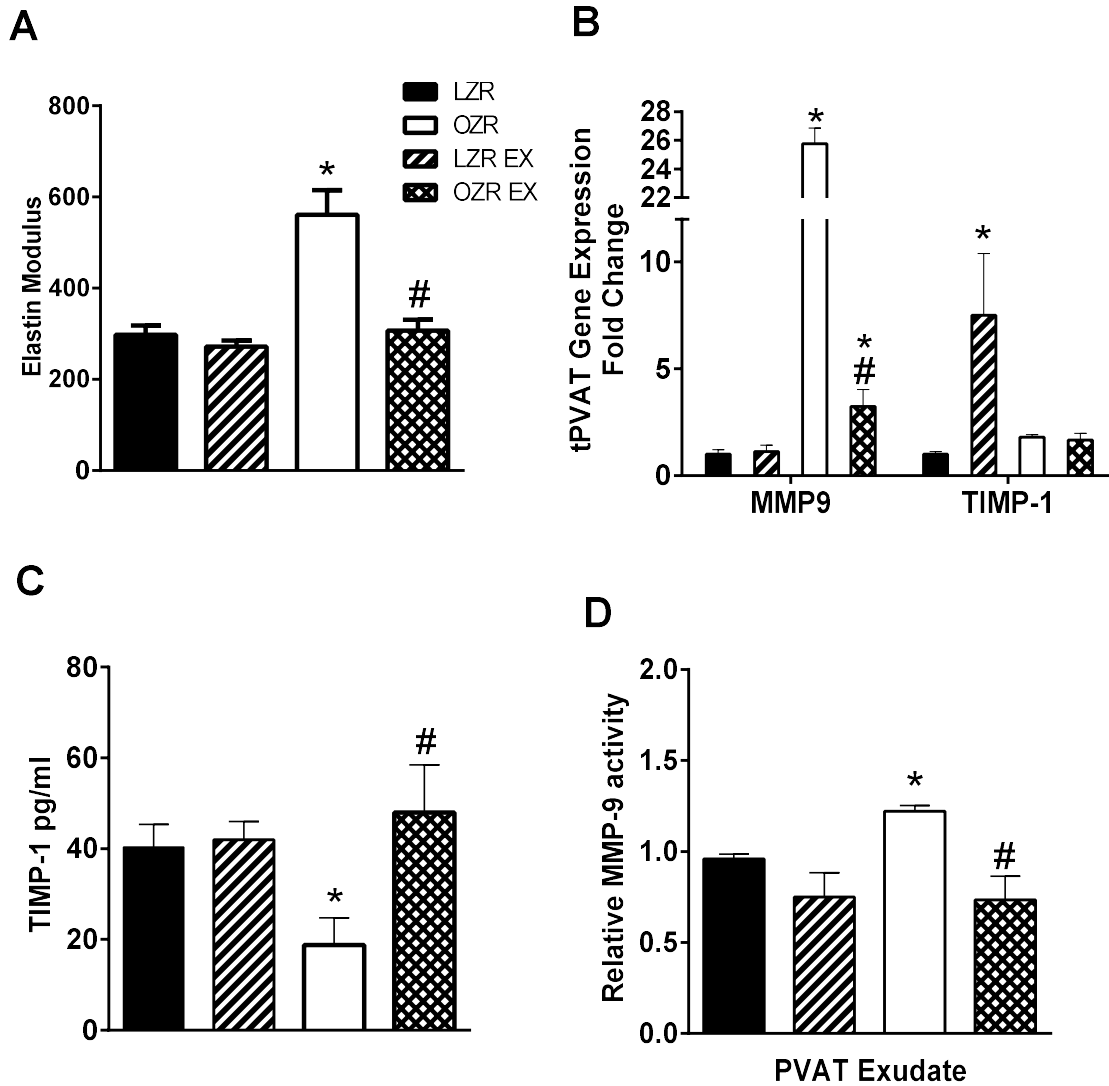 A
LZR
OZR
LZR EX
OZR EX
Elastin Modulus
800
600
400
200
0
*
#
B
tPVAT Gene Expression
Fold Change
28
26
24
22
10
5
0
*
*
#
*
MMP9
TIMP-1
C
TIMP-1 pg/ml
80
60
40
20
0
*
#
D
Relative MMP-9 activity
2.0
1.5
1.0
0.5
0.0
*
#
PVAT Exudate